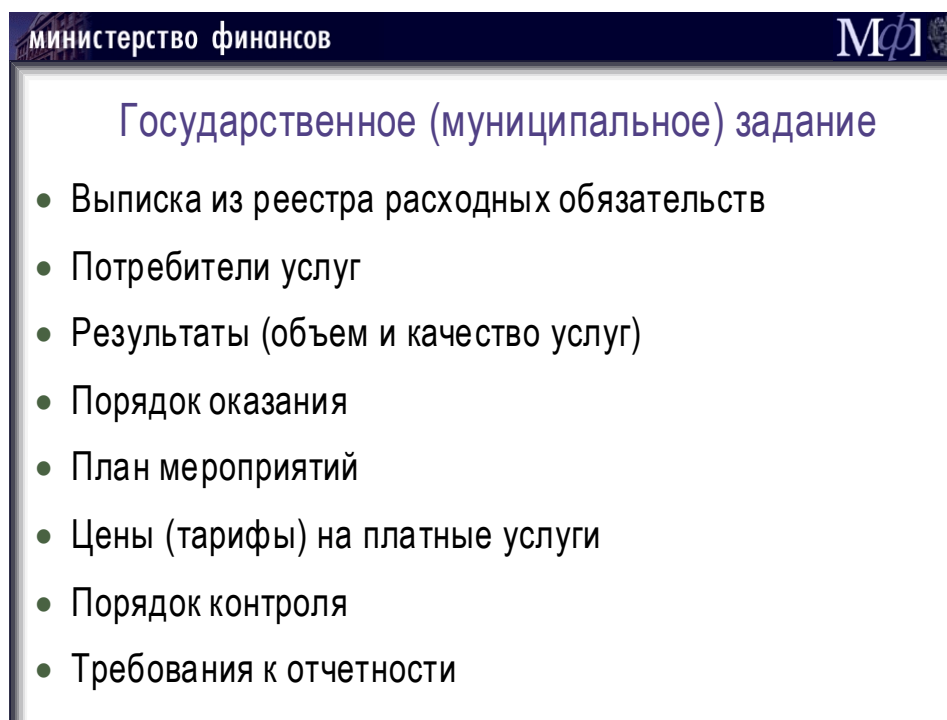 министерство финансов
Мф
Государственное (муниципальное) задание
• Выписка из реестра расходных обязательств
• Потребители услуг
• Результаты (объем и качество услуг)
• Порядок оказания
• План мероприятий
• Цены (тарифы) на платные услуги
• Порядок контроля
• Требования к отчетности